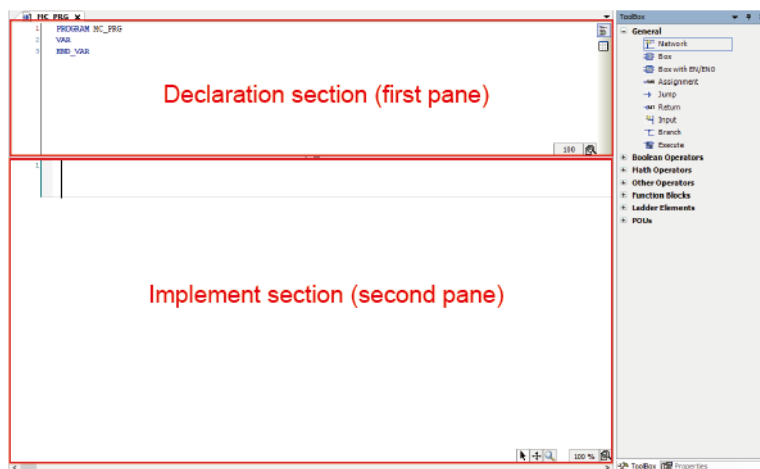 MC_PRG
1 PROGRAM MC_PRG
2 VAR
3 END_VAR
Declaration section (first pane)
100
1
Implement section (second pane)
100 %
ToolBox
General
Network
Box
Box with EN/ENO
Assignment
Jump
Return
Input
Branch
Execute
Boolean Operators
Math Operators
Other Operators
Function Blocks
Ladder Elements
POUs
ToolBox
Properties